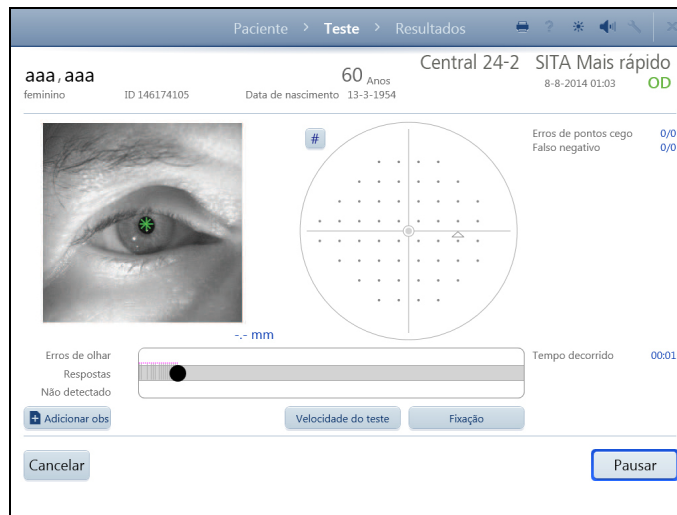 Paciente > Teste > Resultados ?
aaa, aaa
60 Anos
Central 24-2 SITA Mais rápido
feminino ID 146174105 Data de nascimento 13-3-1954 8-8-2014 01:03 OD
#
Erros de pontos cego 0/0
Falso negativo 0/0
-.- mm
Erros de olhar
Respostas
Não detectado
Tempo decorrido 00:01
Adicionar obs Velocidade do teste Fixação
Cancelar Pausar